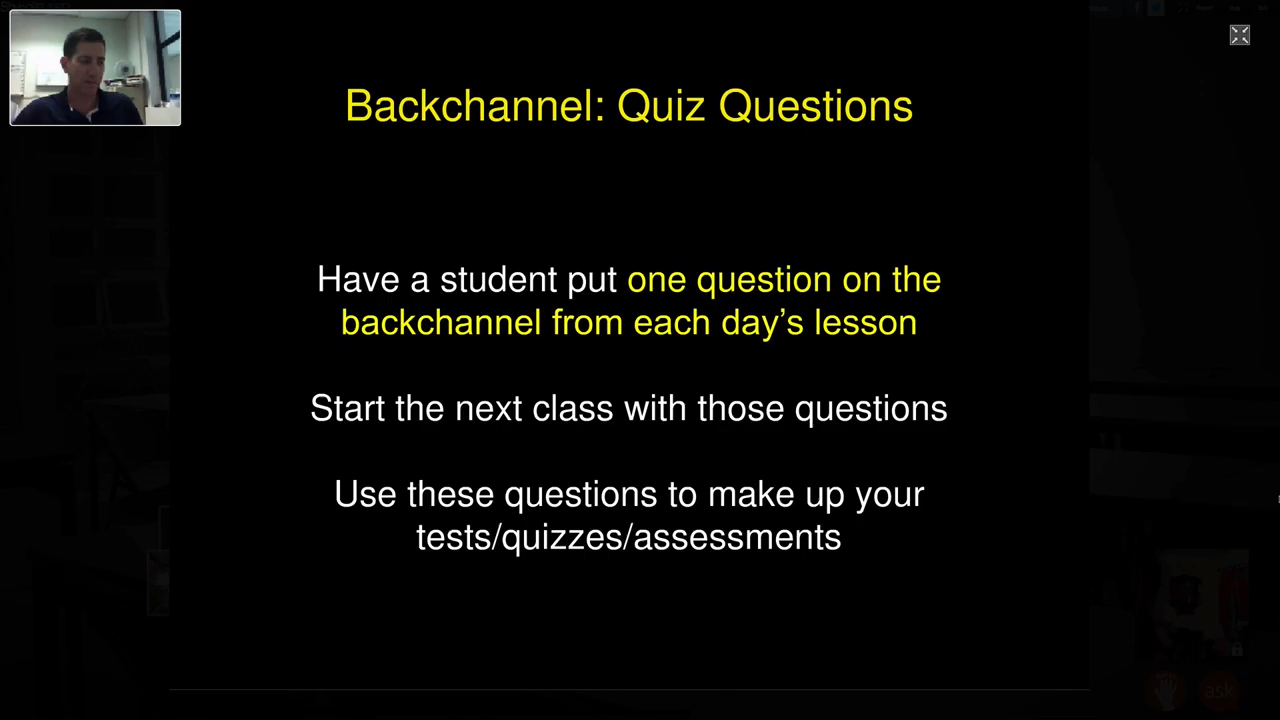 Backchannel: Quiz Questions
Have a student put one question on the
backchannel from each day’s lesson
Start the next class with those questions
Use these questions to make up your
tests/quizzes/assessments
ask